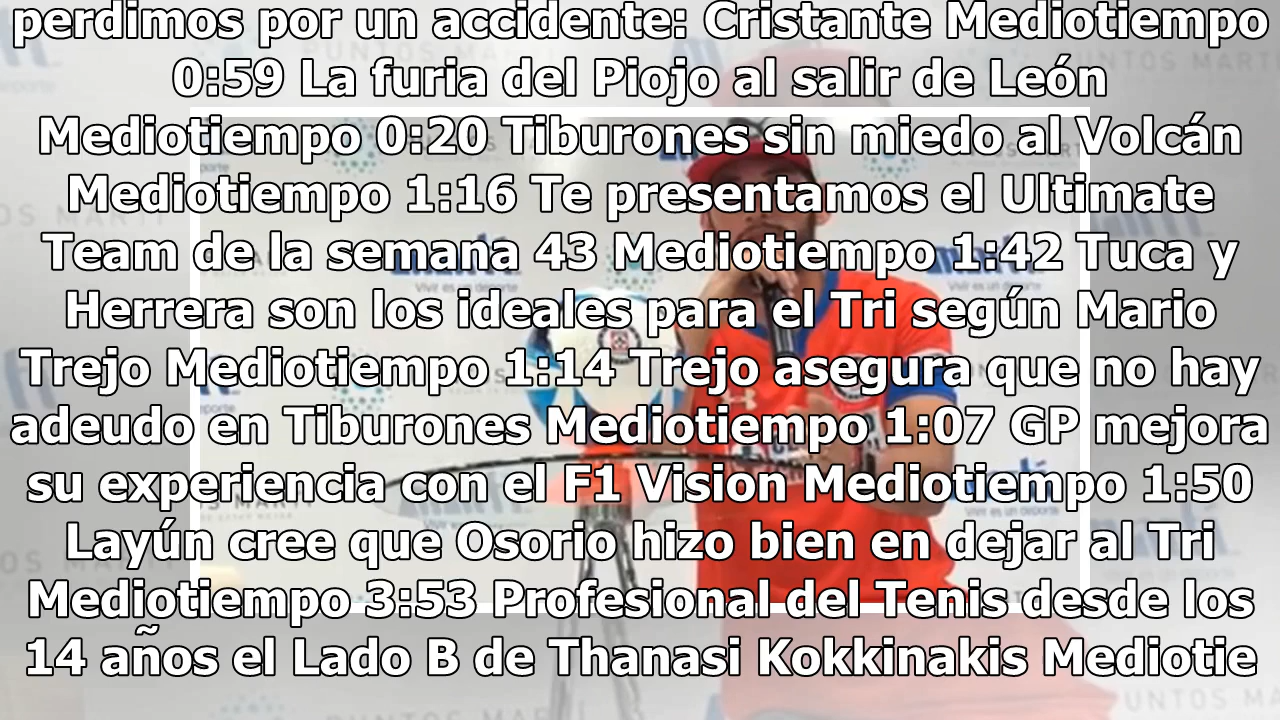 perdimos por un accidente: Cristante Mediotiempo
0:59 La furia del Piojo al salir de León
Mediotiempo 0:20 Tiburones sin miedo al Volcán
Mediotiempo 1:16 Te presentamos el Ultimate
Team de la semana 43 Mediotiempo 1:42 Tuca y
Herrera son los ideales para el Tri según Mario
Trejo Mediotiempo 1:14 Trejo asegura que no hay
adeudo en Tiburones Mediotiempo 1:07 GP mejora
su experiencia con el F1 Vision Mediotiempo 1:50
Layún cree que Osorio hizo bien en dejar al Tri
Mediotiempo 3:53 Profesional del Tenis desde los
14 años el Lado B de Thanasi Kokkinakis Mediotie